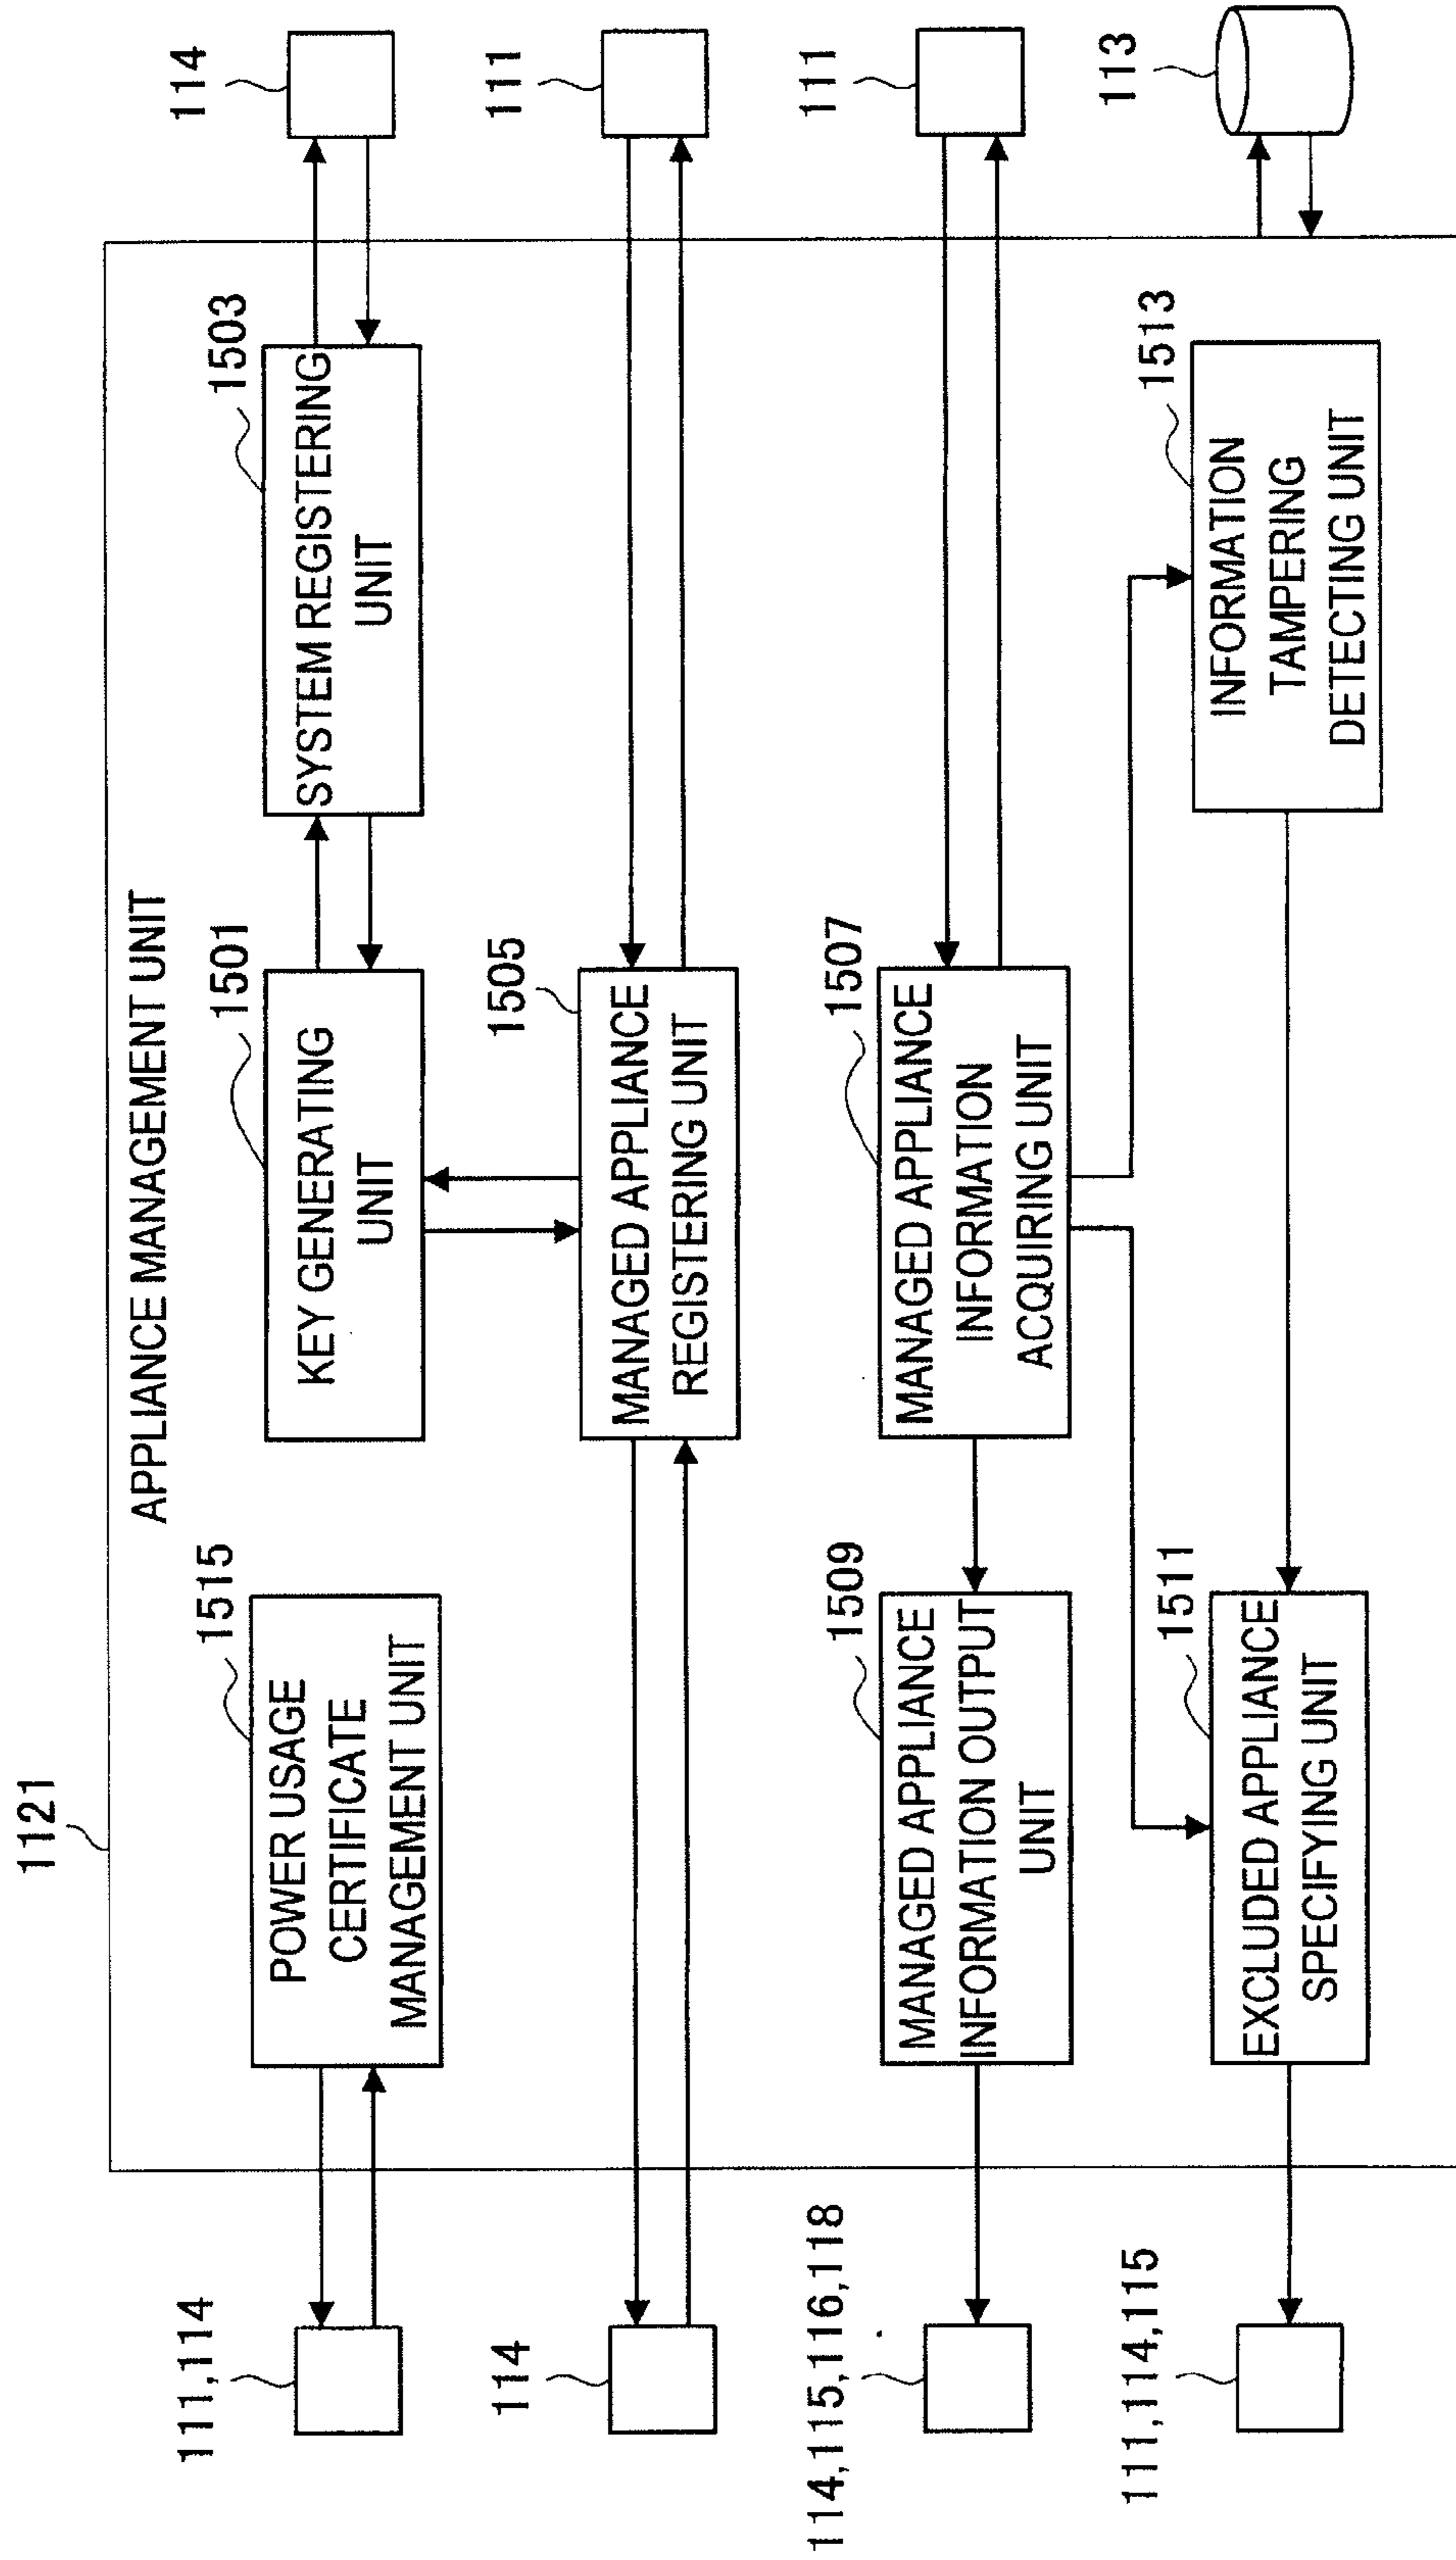 1121
APPLIANCE MANAGEMENT UNIT
111,114
1515
POWER USAGE
CERTIFICATE
MANAGEMENT UNIT
1501
KEY GENERATING
UNIT
1503
SYSTEM REGISTERING
UNIT
114
114
1505
MANAGED APPLIANCE
REGISTERING UNIT
111
114,115,116,118
1509
MANAGED APPLIANCE
INFORMATION OUTPUT
UNIT
1507
MANAGED APPLIANCE
INFORMATION
ACQUIRING UNIT
111
111,114,115
1511
EXCLUDED APPLIANCE
SPECIFYING UNIT
1513
INFORMATION
TAMPERING
DETECTING UNIT
113